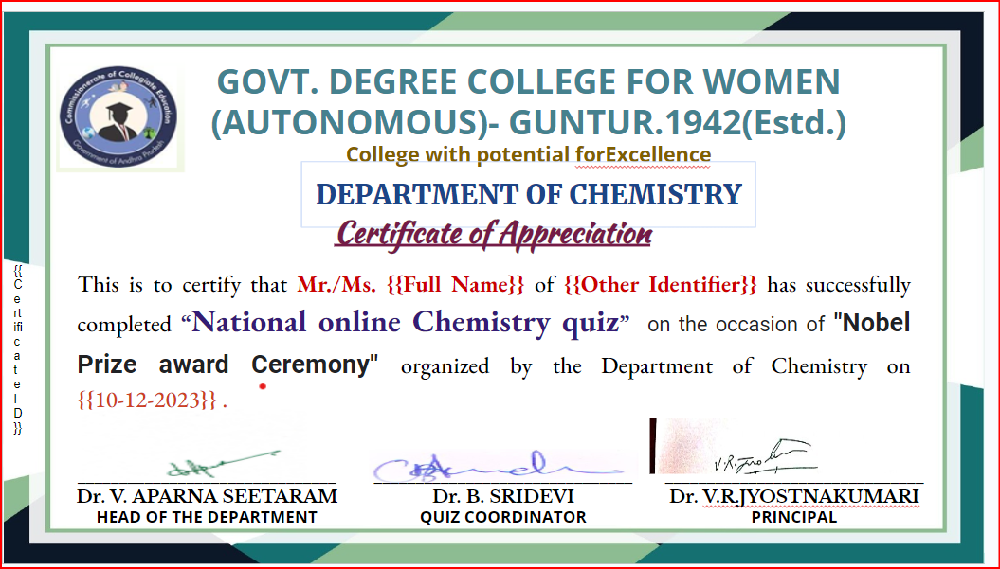 Commissionerate of Collegiate Education
Government of Andhra Pradesh
GOVT. DEGREE COLLEGE FOR WOMEN
(AUTONOMOUS)- GUNTUR.1942(Estd.)
College with potential forExcellence
DEPARTMENT OF CHEMISTRY
Certificate of Appreciation
{{CertificateID}}
This is to certify that Mr./Ms. {{Full Name}} of {{Other Identifier}} has successfully
completed “National online Chemistry quiz” on the occasion of "Nobel
Prize award Ceremony" organized by the Department of Chemistry on
{{10-12-2023}} .
Dr. V. APARNA SEETARAM
HEAD OF THE DEPARTMENT
Dr. B. SRIDEVI
QUIZ COORDINATOR
Dr. V.R.JYOSTNAKUMARI
PRINCIPAL